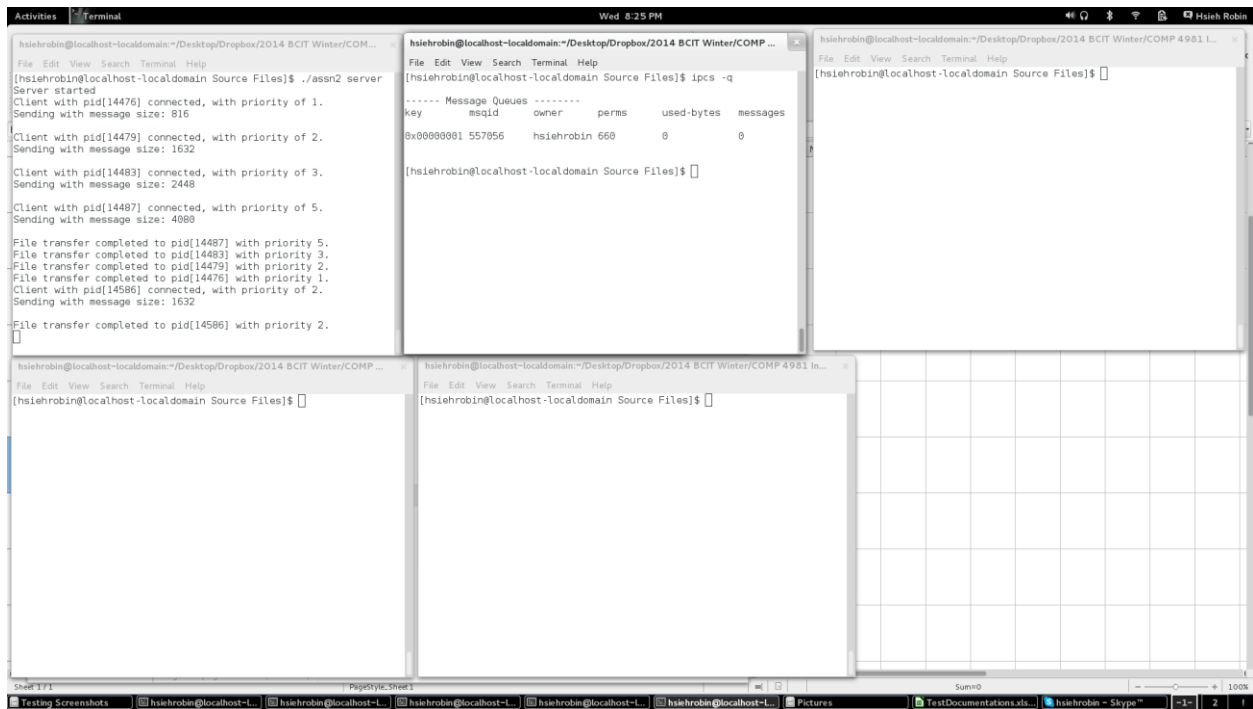 Activities Terminal Wed 8:25 PM Hsieh Robin
hsiehrobin@localhost-localdomain:~/Desktop/Dropbox/2014 BCIT Winter/COM...
File Edit View Search Terminal Help
[hsiehrobin@localhost-localdomain Source Files]$ ./assn2 server
Server started
Client with pid[14476] connected, with priority of 1.
Sending with message size: 816
Client with pid[14479] connected, with priority of 2.
Sending with message size: 1632
Client with pid[14483] connected, with priority of 3.
Sending with message size: 2448
Client with pid[14487] connected, with priority of 5.
Sending with message size: 4080
File transfer completed to pid[14487] with priority 5.
File transfer completed to pid[14483] with priority 3.
File transfer completed to pid[14479] with priority 2.
File transfer completed to pid[14476] with priority 1.
Client with pid[14586] connected, with priority of 2.
Sending with message size: 1632
File transfer completed to pid[14586] with priority 2.
hsiehrobin@localhost-localdomain:~/Desktop/Dropbox/2014 BCIT Winter/COMP ...
File Edit View Search Terminal Help
[hsiehrobin@localhost-localdomain Source Files]$ ipcs -q
------ Message Queues --------
key msqid owner perms used-bytes messages
0x00000001 557056 hsiehrobin 660 0 0
[hsiehrobin@localhost-localdomain Source Files]$
hsiehrobin@localhost-localdomain:~/Desktop/Dropbox/2014 BCIT Winter/COMP 4981 I...
File Edit View Search Terminal Help
[hsiehrobin@localhost-localdomain Source Files]$
hsiehrobin@localhost-localdomain:~/Desktop/Dropbox/2014 BCIT Winter/COMP ...
File Edit View Search Terminal Help
[hsiehrobin@localhost-localdomain Source Files]$
hsiehrobin@localhost-localdomain:~/Desktop/Dropbox/2014 BCIT Winter/COMP 4981 In...
File Edit View Search Terminal Help
[hsiehrobin@localhost-localdomain Source Files]$
Sheet 1 / 1 PageStyle_Sheet1 Sum=0 100%
Testing Screenshots hsiehrobin@localhost-l... hsiehrobin@localhost-l... hsiehrobin@localhost-l... hsiehrobin@localhost-l... hsiehrobin@localhost-l... Pictures TestDocumentations.xls... hsiehrobin - Skype™ -1- 2 !